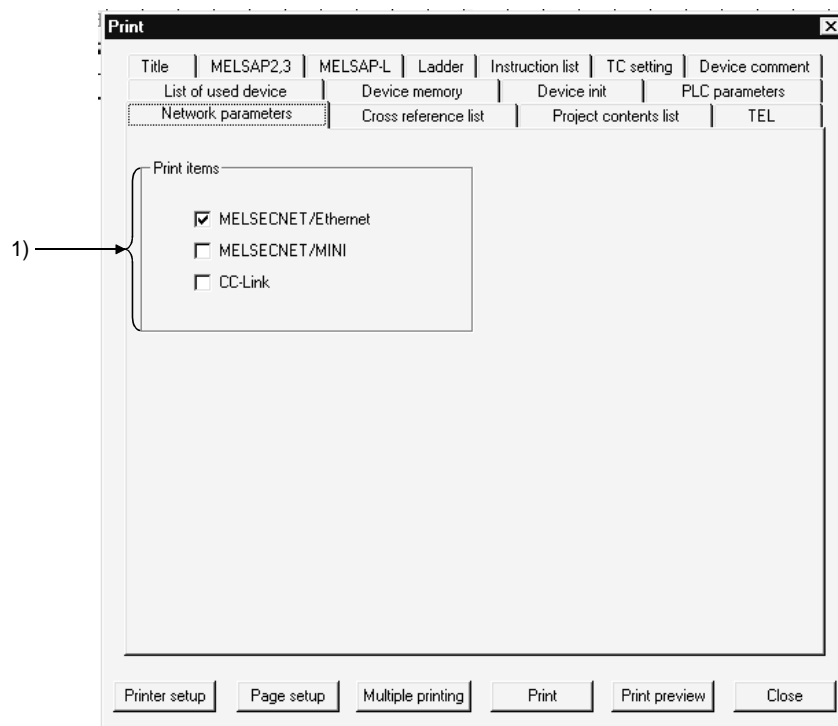 Print
Title MELSAP2,3 MELSAP-L Ladder Instruction list TC setting Device comment
List of used device Device memory Device init PLC parameters
Network parameters Cross reference list Project contents list TEL
Print items
MELSECNET/Ethernet
1) MELSECNET/MINI
CC-Link
Printer setup Page setup Multiple printing Print Print preview Close